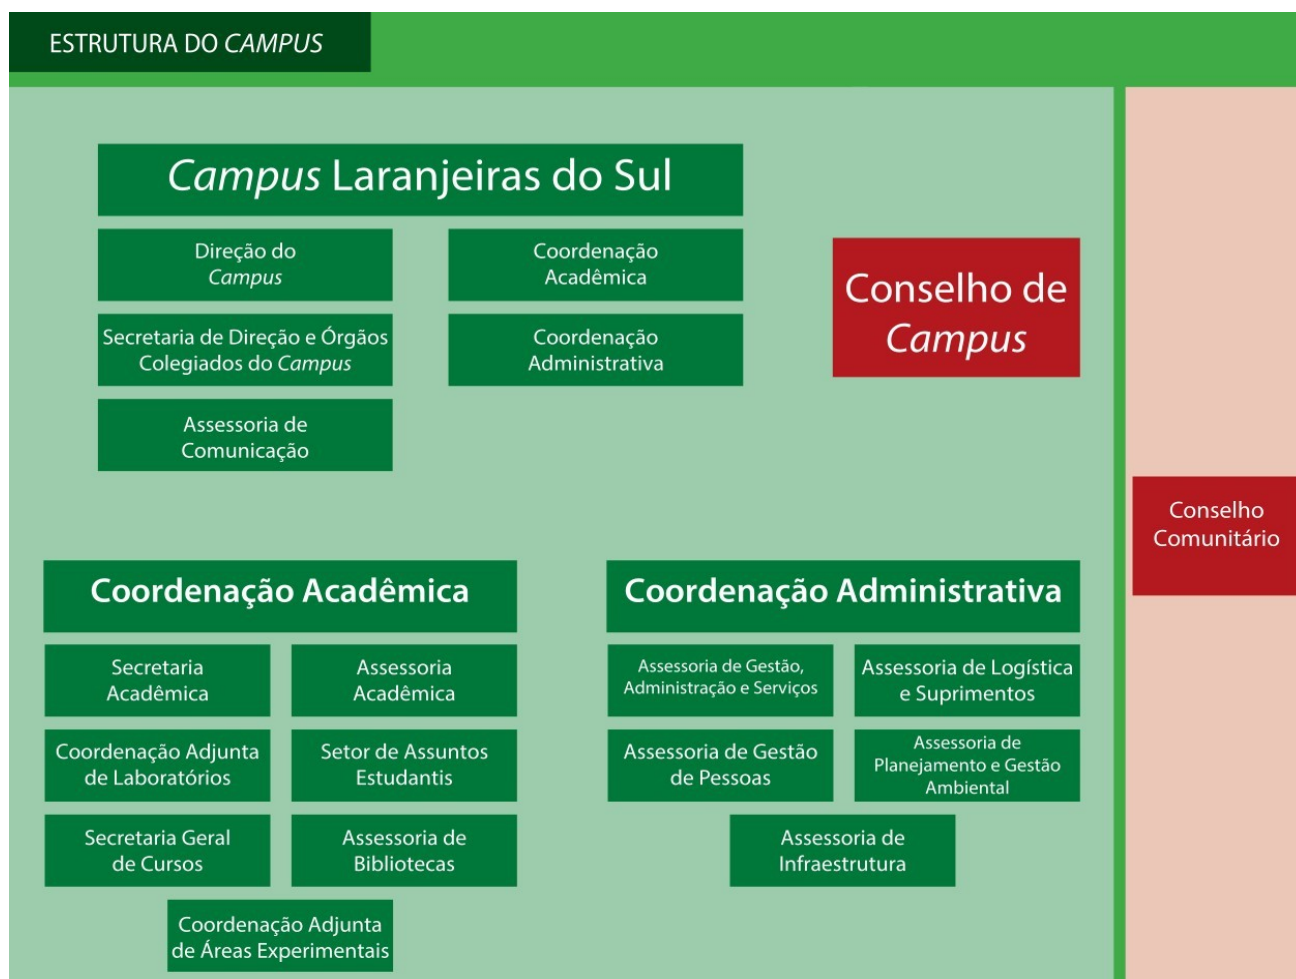 ESTRUTURA DO CAMPUS
Campus Laranjeiras do Sul
Direção do
Campus
Coordenação
Acadêmica
Secretaria de Direção e Órgãos
Colegiados do Campus
Coordenação
Administrativa
Assessoria de
Comunicação
Conselho de
Campus
Conselho
Comunitário
Coordenação Acadêmica
Secretaria
Acadêmica
Assessoria
Acadêmica
Coordenação Adjunta
de Laboratórios
Setor de Assuntos
Estudantis
Secretaria Geral
de Cursos
Assessoria de
Bibliotecas
Coordenação Adjunta
de Áreas Experimentais
Coordenação Administrativa
Assessoria de Gestão,
Administração e Serviços
Assessoria de Logística
e Suprimentos
Assessoria de Gestão
de Pessoas
Assessoria de
Planejamento e Gestão
Ambiental
Assessoria de
Infraestrutura